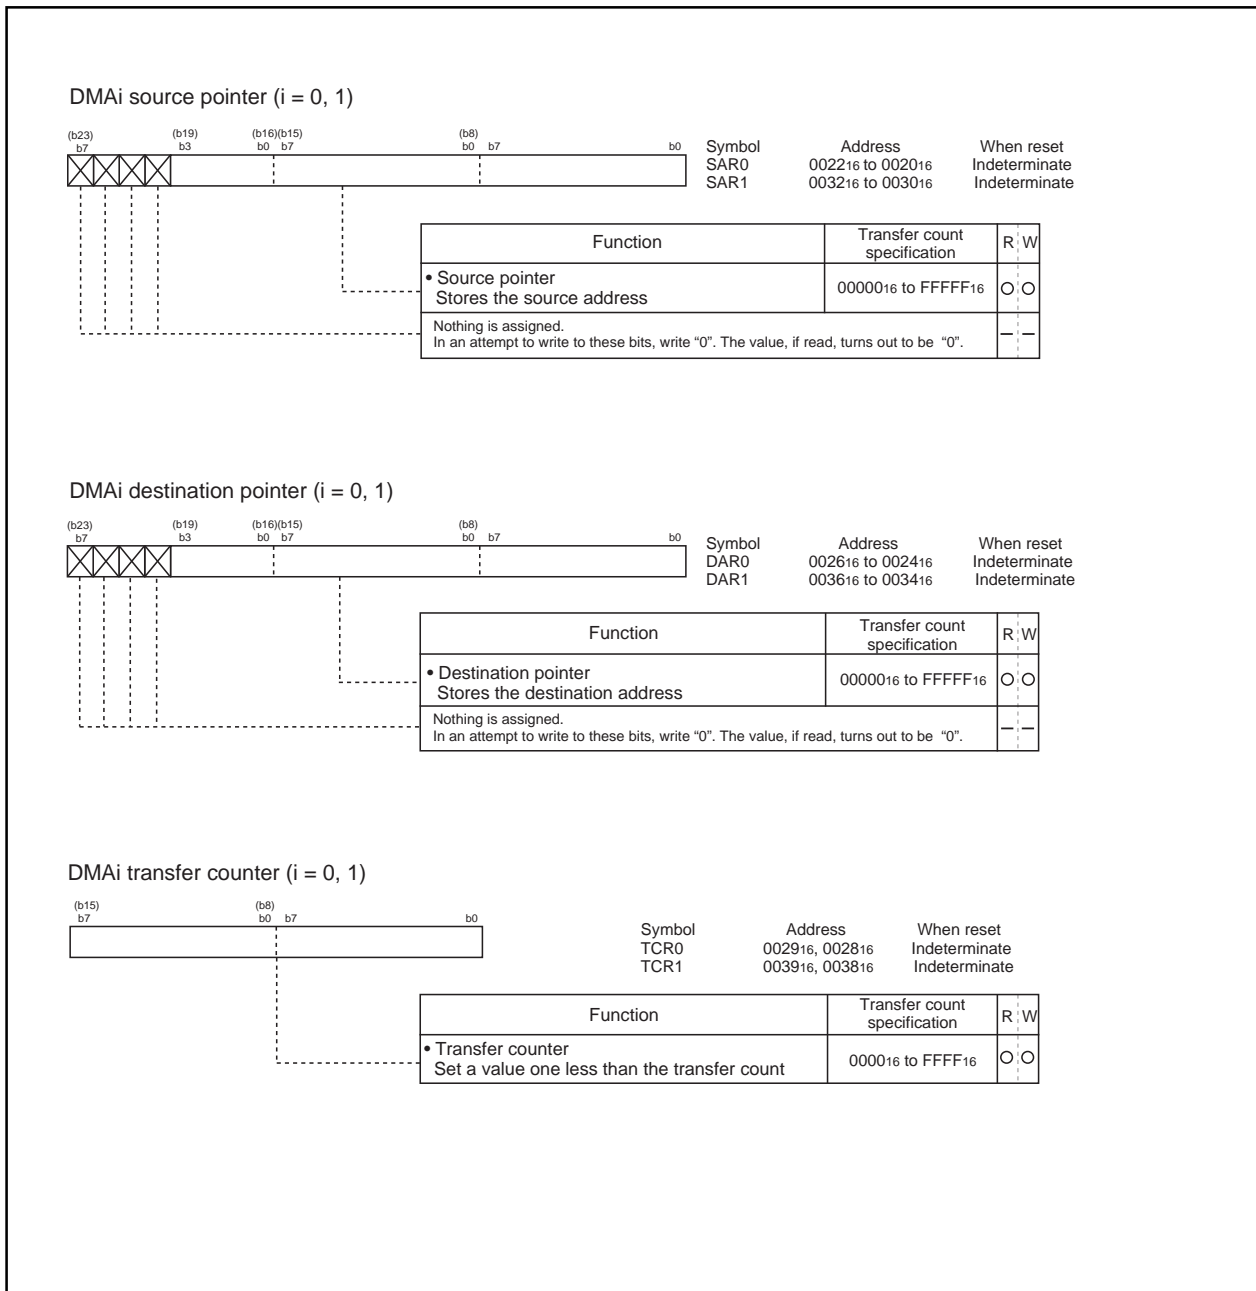 DMAi source pointer (i = 0, 1)
(b23) (b19) (b16)(b15) (b8)
b7 b3 b0 b7 b0 b7 b0
Symbol Address When reset
SAR0 002216 to 002016 Indeterminate
SAR1 003216 to 003016 Indeterminate
Function Transfer count specification R W
• Source pointer
Stores the source address 0000016 to FFFFF16
Nothing is assigned.
In an attempt to write to these bits, write “0”. The value, if read, turns out to be “0”.
DMAi destination pointer (i = 0, 1)
(b23) (b19) (b16)(b15) (b8)
b7 b3 b0 b7 b0 b7 b0
Symbol Address When reset
DAR0 002616 to 002416 Indeterminate
DAR1 003616 to 003416 Indeterminate
Function Transfer count specification R W
• Destination pointer
Stores the destination address 0000016 to FFFFF16
Nothing is assigned.
In an attempt to write to these bits, write “0”. The value, if read, turns out to be “0”.
DMAi transfer counter (i = 0, 1)
(b15) (b8)
b7 b0 b7 b0
Symbol Address When reset
TCR0 002916, 002816 Indeterminate
TCR1 003916, 003816 Indeterminate
Function Transfer count specification R W
• Transfer counter
Set a value one less than the transfer count 000016 to FFFF16